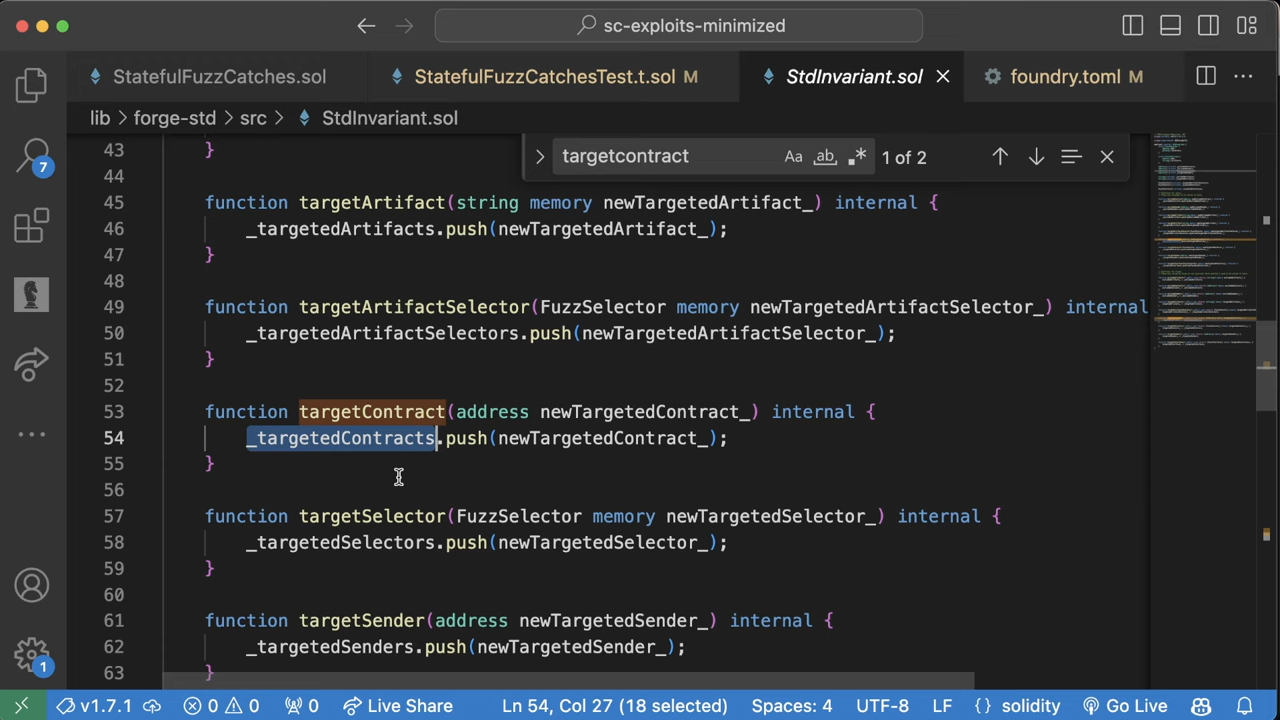 sc-exploits-minimized
StatefulFuzzCatches.sol
StatefulFuzzCatchesTest.t.sol M
StdInvariant.sol
foundry.toml M
lib > forge-std > src > StdInvariant.sol
targetcontract
Aa ab 1 of 2
7
43 }
44
45 function targetArtifact(string memory newTargetedArtifact_) internal {
46 _targetedArtifacts.push(newTargetedArtifact_);
47 }
48
49 function targetArtifactSelector(FuzzSelector memory newTargetedArtifactSelector_) internal
50 _targetedArtifactSelectors.push(newTargetedArtifactSelector_);
51 }
52
53 function targetContract(address newTargetedContract_) internal {
54 _targetedContracts.push(newTargetedContract_);
55 }
56
57 function targetSelector(FuzzSelector memory newTargetedSelector_) internal {
58 _targetedSelectors.push(newTargetedSelector_);
59 }
60
61 function targetSender(address newTargetedSender_) internal {
62 _targetedSenders.push(newTargetedSender_);
63 }
1
v1.7.1 0 0 0 Live Share Ln 54, Col 27 (18 selected) Spaces: 4 UTF-8 LF {} solidity Go Live